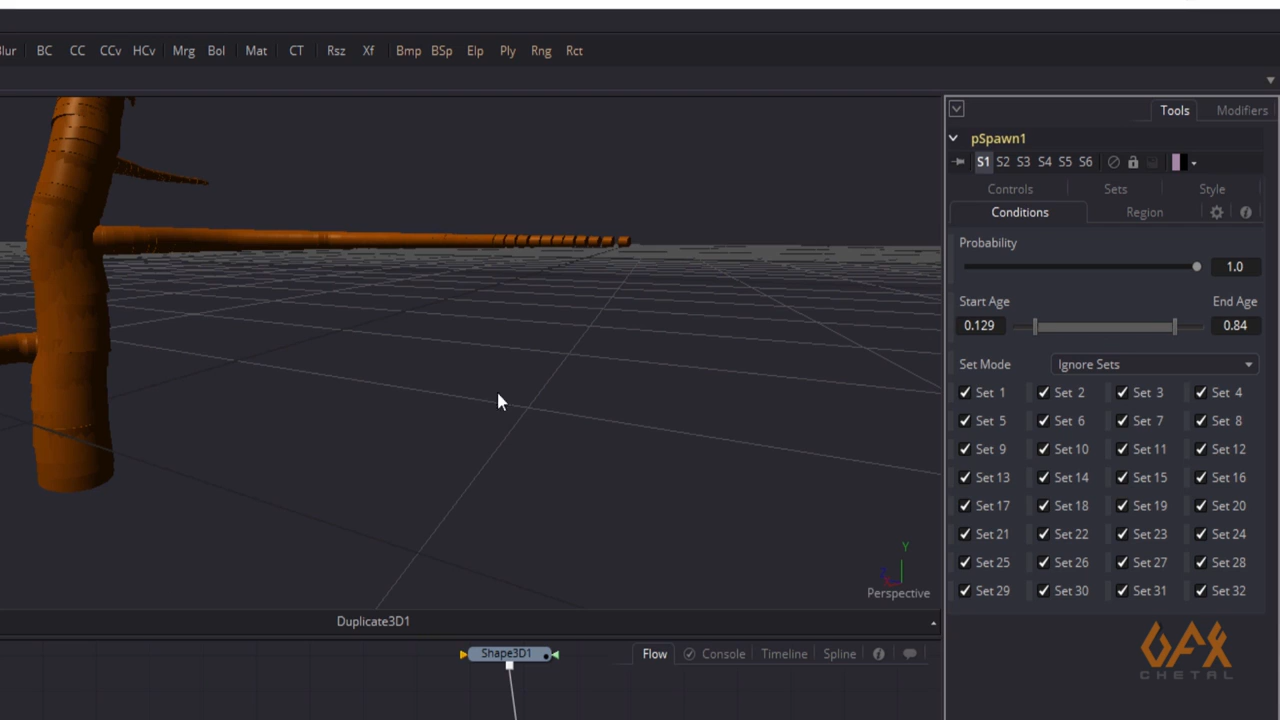 Blur BC CC CCv HCv Mrg Bol Mat CT Rsz Xf Bmp BSp Elp Ply Rng Rct
Tools Modifiers
pSpawn1
S1 S2 S3 S4 S5 S6
Controls Sets Style
Conditions Region
Probability
1.0
Start Age End Age
0.129 0.84
Set Mode Ignore Sets
Set 1 Set 2 Set 3 Set 4
Set 5 Set 6 Set 7 Set 8
Set 9 Set 10 Set 11 Set 12
Set 13 Set 14 Set 15 Set 16
Set 17 Set 18 Set 19 Set 20
Set 21 Set 22 Set 23 Set 24
Set 25 Set 26 Set 27 Set 28
Set 29 Set 30 Set 31 Set 32
Y
Z X
Perspective
Duplicate3D1
Shape3D1
Flow Console Timeline Spline
GFX
CHETAL